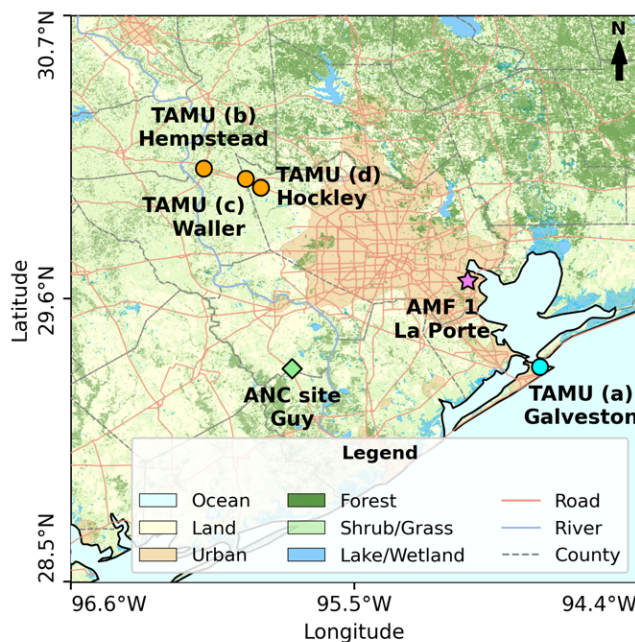 30.7°N
N
TAMU (b)
Hempstead
TAMU (d)
Hockley
TAMU (c)
Waller
Latitude
29.6°N
AMF 1
La Porte
ANC site
Guy
TAMU (a)
Galveston
Legend
Ocean
Forest
Road
Land
Shrub/Grass
River
Urban
Lake/Wetland
County
28.5°N
96.6°W
95.5°W
94.4°W
Longitude